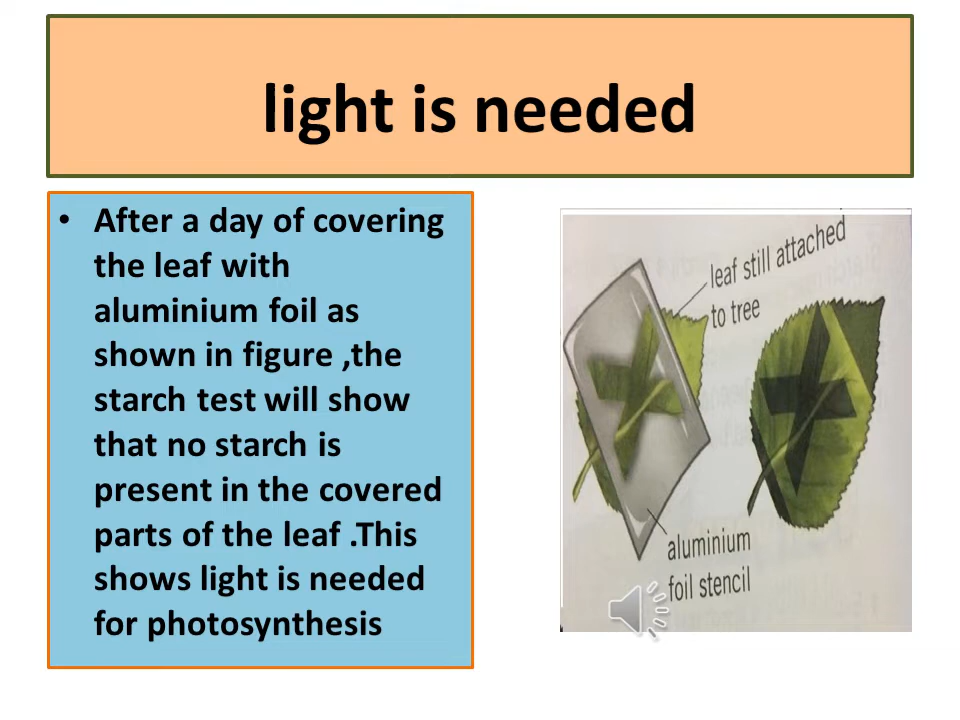 light is needed
• After a day of covering
the leaf with
aluminium foil as
shown in figure ,the
starch test will show
that no starch is
present in the covered
parts of the leaf .This
shows light is needed
for photosynthesis
leaf still attached
to tree
aluminium
foil stencil